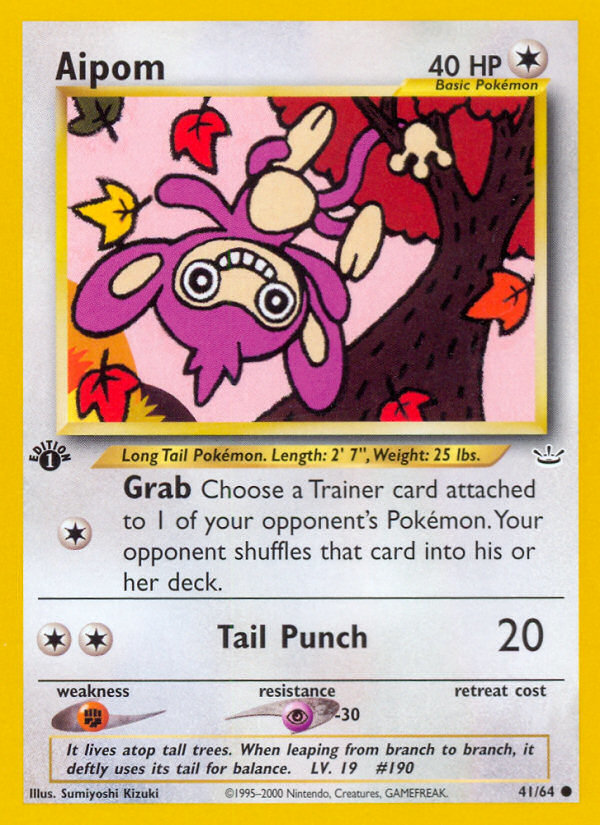 Aipom
40 HP
Basic Pokémon
EDITION
1
Long Tail Pokémon. Length: 2' 7", Weight: 25 lbs.
Grab Choose a Trainer card attached
to 1 of your opponent's Pokémon. Your
opponent shuffles that card into his or
her deck.
Tail Punch 20
weakness resistance retreat cost
-30
It lives atop tall trees. When leaping from branch to branch, it
deftly uses its tail for balance. LV. 19 #190
Illus. Sumiyoshi Kizuki ©1995–2000 Nintendo, Creatures, GAMEFREAK. 41/64